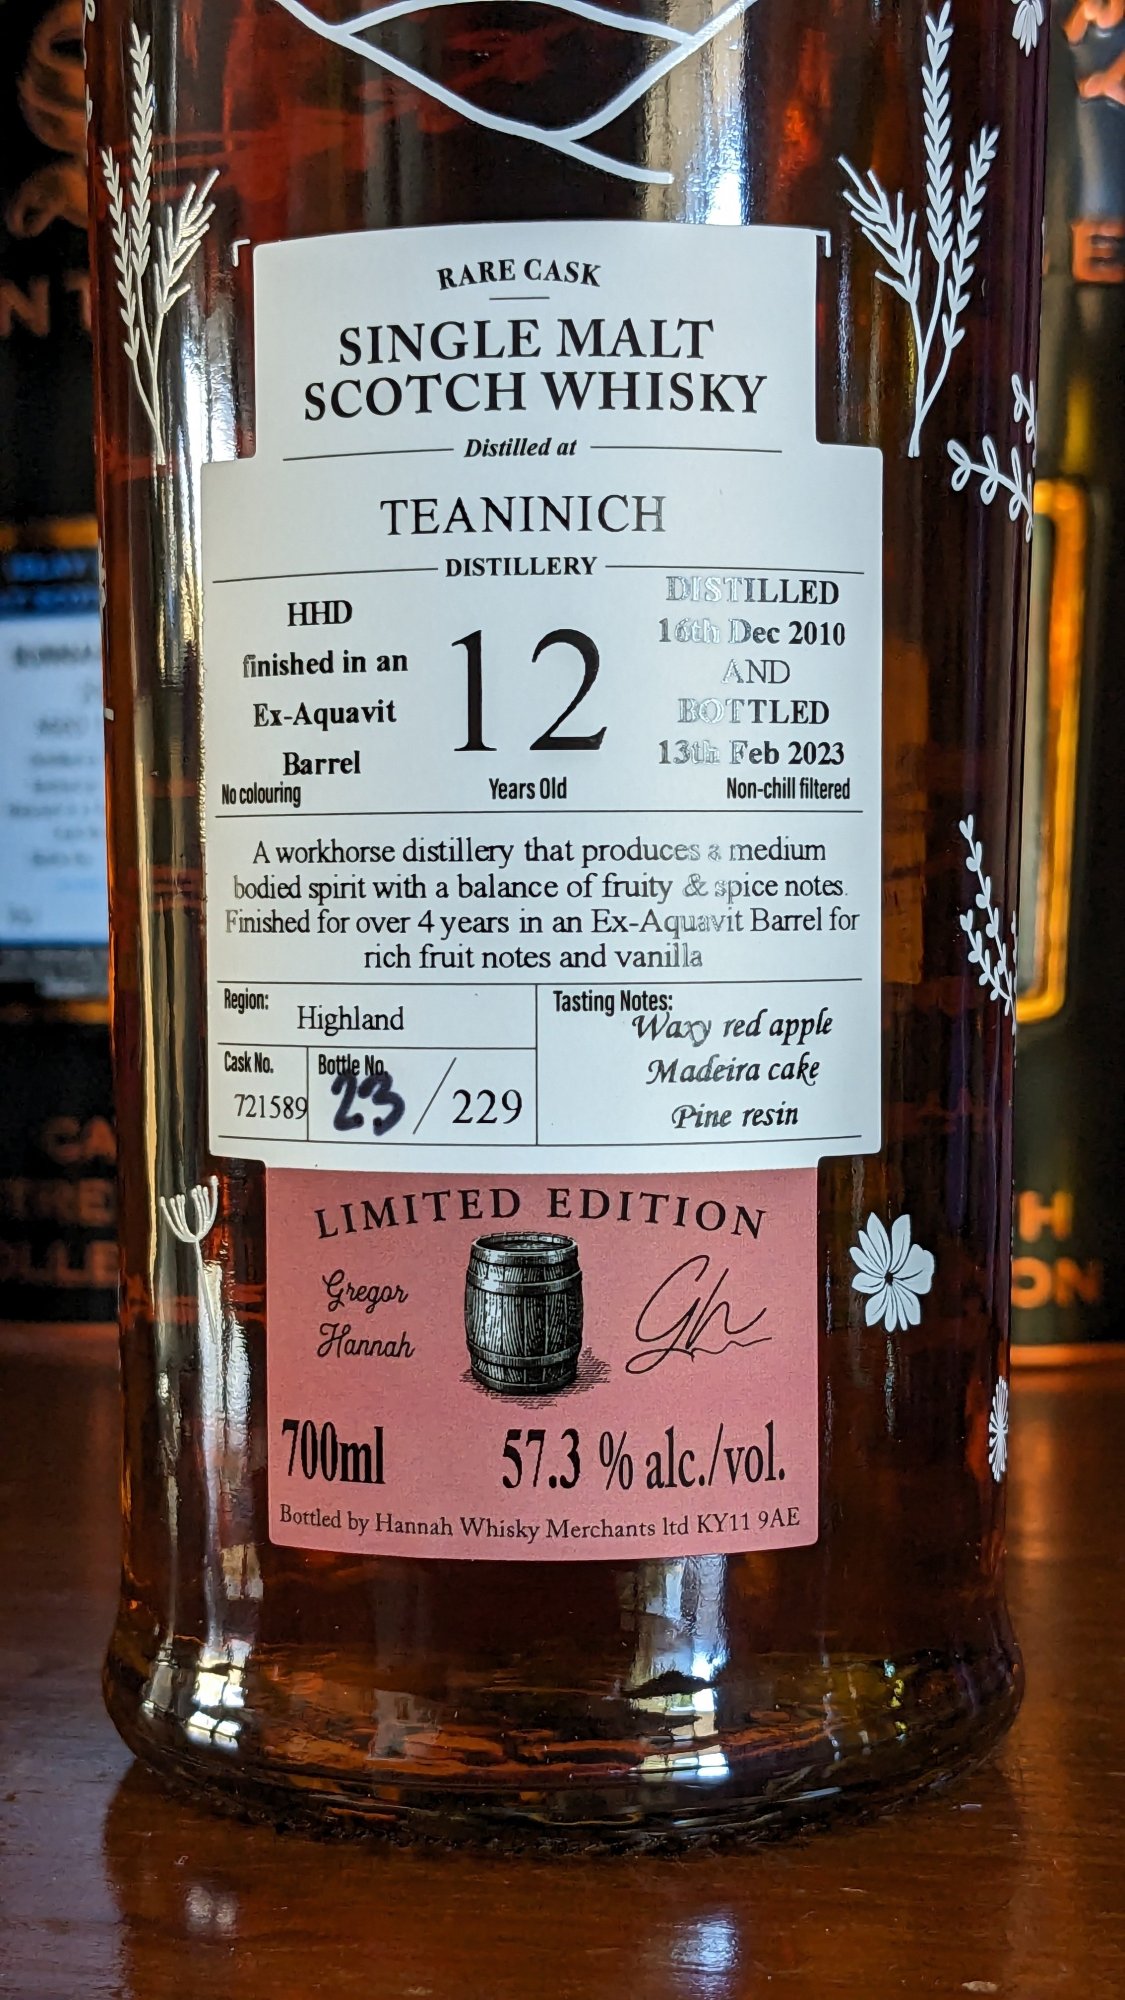 RARE CASK
SINGLE MALT
SCOTCH WHISKY
Distilled at
TEANINICH
DISTILLERY
HHD
finished in an
Ex-Aquavit
Barrel
No colouring
12
Years Old
DISTILLED
16th Dec 2010
AND
BOTTLED
13th Feb 2023
Non-chill filtered
A workhorse distillery that produces a medium
bodied spirit with a balance of fruity & spice notes.
Finished for over 4 years in an Ex-Aquavit Barrel for
rich fruit notes and vanilla
Region:
Highland
Cask No.
721589
Bottle No.
23 / 229
Tasting Notes:
Waxy red apple
Madeira cake
Pine resin
LIMITED EDITION
Gregor
Hannah
Gh
700ml 57.3 % alc./vol.
Bottled by Hannah Whisky Merchants ltd KY11 9AE